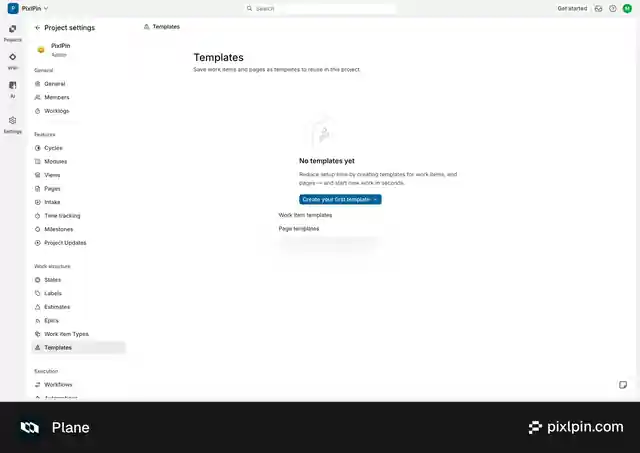 PixlPin
Search
Get started
M
Projects
Wiki
AI
Settings
Project settings
PixlPin
Admin
General
General
Members
Worklogs
Features
Cycles
Modules
Views
Pages
Intake
Time tracking
Milestones
Project Updates
Work structure
States
Labels
Estimates
Epics
Work Item Types
Templates
Execution
Workflows
Automations
Templates
Templates
Save work items and pages as templates to reuse in this project.
No templates yet
Reduce setup time by creating templates for work items, and
pages — and start new work in seconds.
Create your first template
Work item templates
Page templates
Plane
pixlpin.com